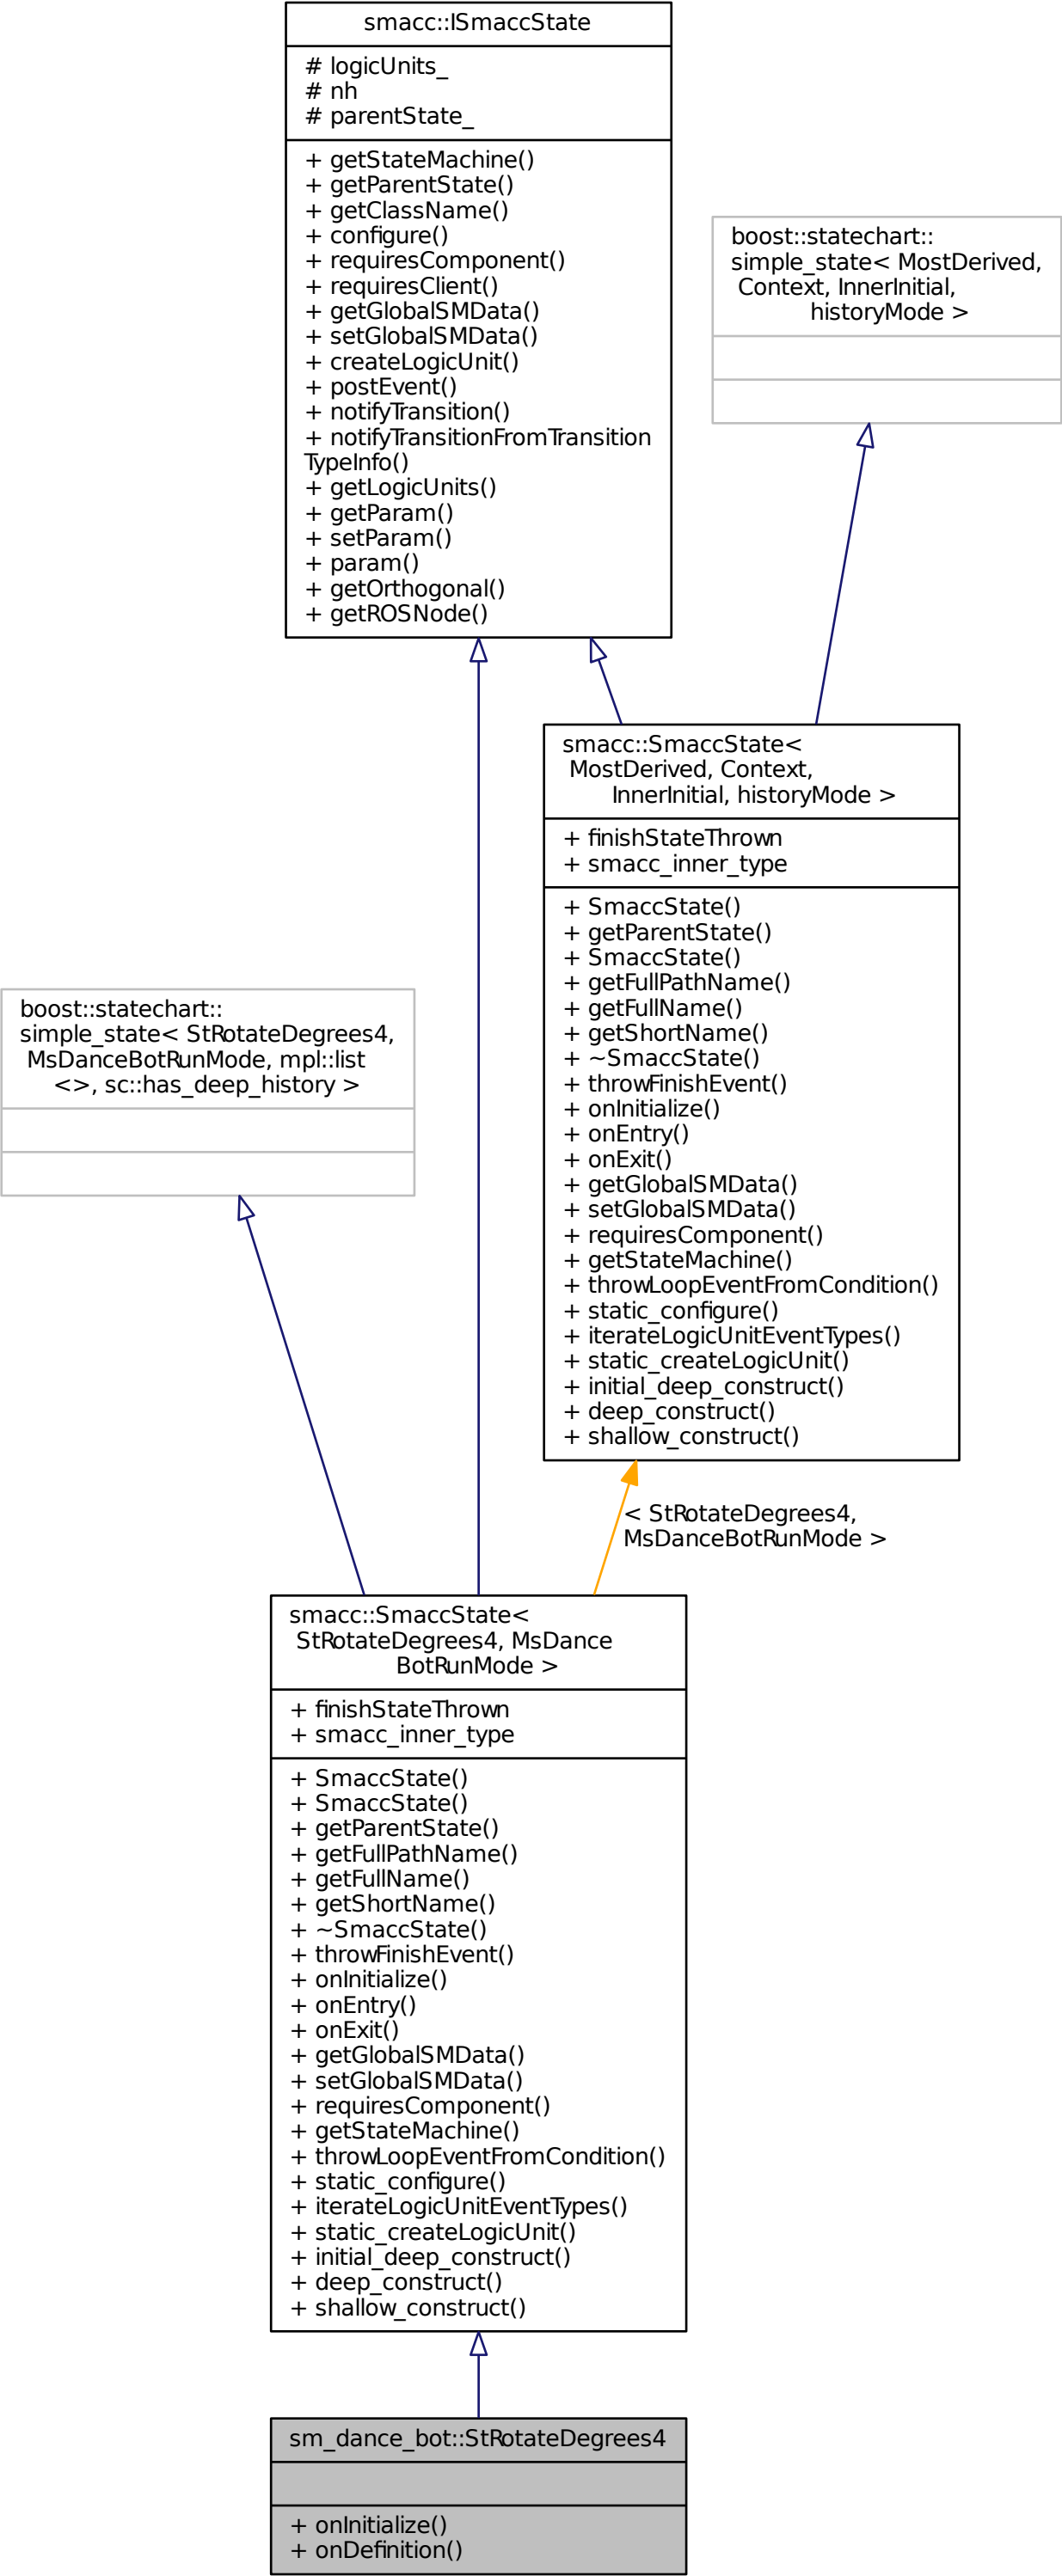 smacc::ISmaccState
# logicUnits_
# nh
# parentState_
+ getStateMachine()
+ getParentState()
+ getClassName()
+ configure()
+ requiresComponent()
+ requiresClient()
+ getGlobalSMData()
+ setGlobalSMData()
+ createLogicUnit()
+ postEvent()
+ notifyTransition()
+ notifyTransitionFromTransition
TypeInfo()
+ getLogicUnits()
+ getParam()
+ setParam()
+ param()
+ getOrthogonal()
+ getROSNode()
boost::statechart::
simple_state< MostDerived,
Context, InnerInitial,
historyMode >
smacc::SmaccState<
MostDerived, Context,
InnerInitial, historyMode >
+ finishStateThrown
+ smacc_inner_type
+ SmaccState()
+ getParentState()
+ SmaccState()
+ getFullPathName()
+ getFullName()
+ getShortName()
+ ~SmaccState()
+ throwFinishEvent()
+ onInitialize()
+ onEntry()
+ onExit()
+ getGlobalSMData()
+ setGlobalSMData()
+ requiresComponent()
+ getStateMachine()
+ throwLoopEventFromCondition()
+ static_configure()
+ iterateLogicUnitEventTypes()
+ static_createLogicUnit()
+ initial_deep_construct()
+ deep_construct()
+ shallow_construct()
boost::statechart::
simple_state< StRotateDegrees4,
MsDanceBotRunMode, mpl::list
<>, sc::has_deep_history >
< StRotateDegrees4,
MsDanceBotRunMode >
smacc::SmaccState<
StRotateDegrees4, MsDance
BotRunMode >
+ finishStateThrown
+ smacc_inner_type
+ SmaccState()
+ SmaccState()
+ getParentState()
+ getFullPathName()
+ getFullName()
+ getShortName()
+ ~SmaccState()
+ throwFinishEvent()
+ onInitialize()
+ onEntry()
+ onExit()
+ getGlobalSMData()
+ setGlobalSMData()
+ requiresComponent()
+ getStateMachine()
+ throwLoopEventFromCondition()
+ static_configure()
+ iterateLogicUnitEventTypes()
+ static_createLogicUnit()
+ initial_deep_construct()
+ deep_construct()
+ shallow_construct()
sm_dance_bot::StRotateDegrees4
+ onInitialize()
+ onDefinition()